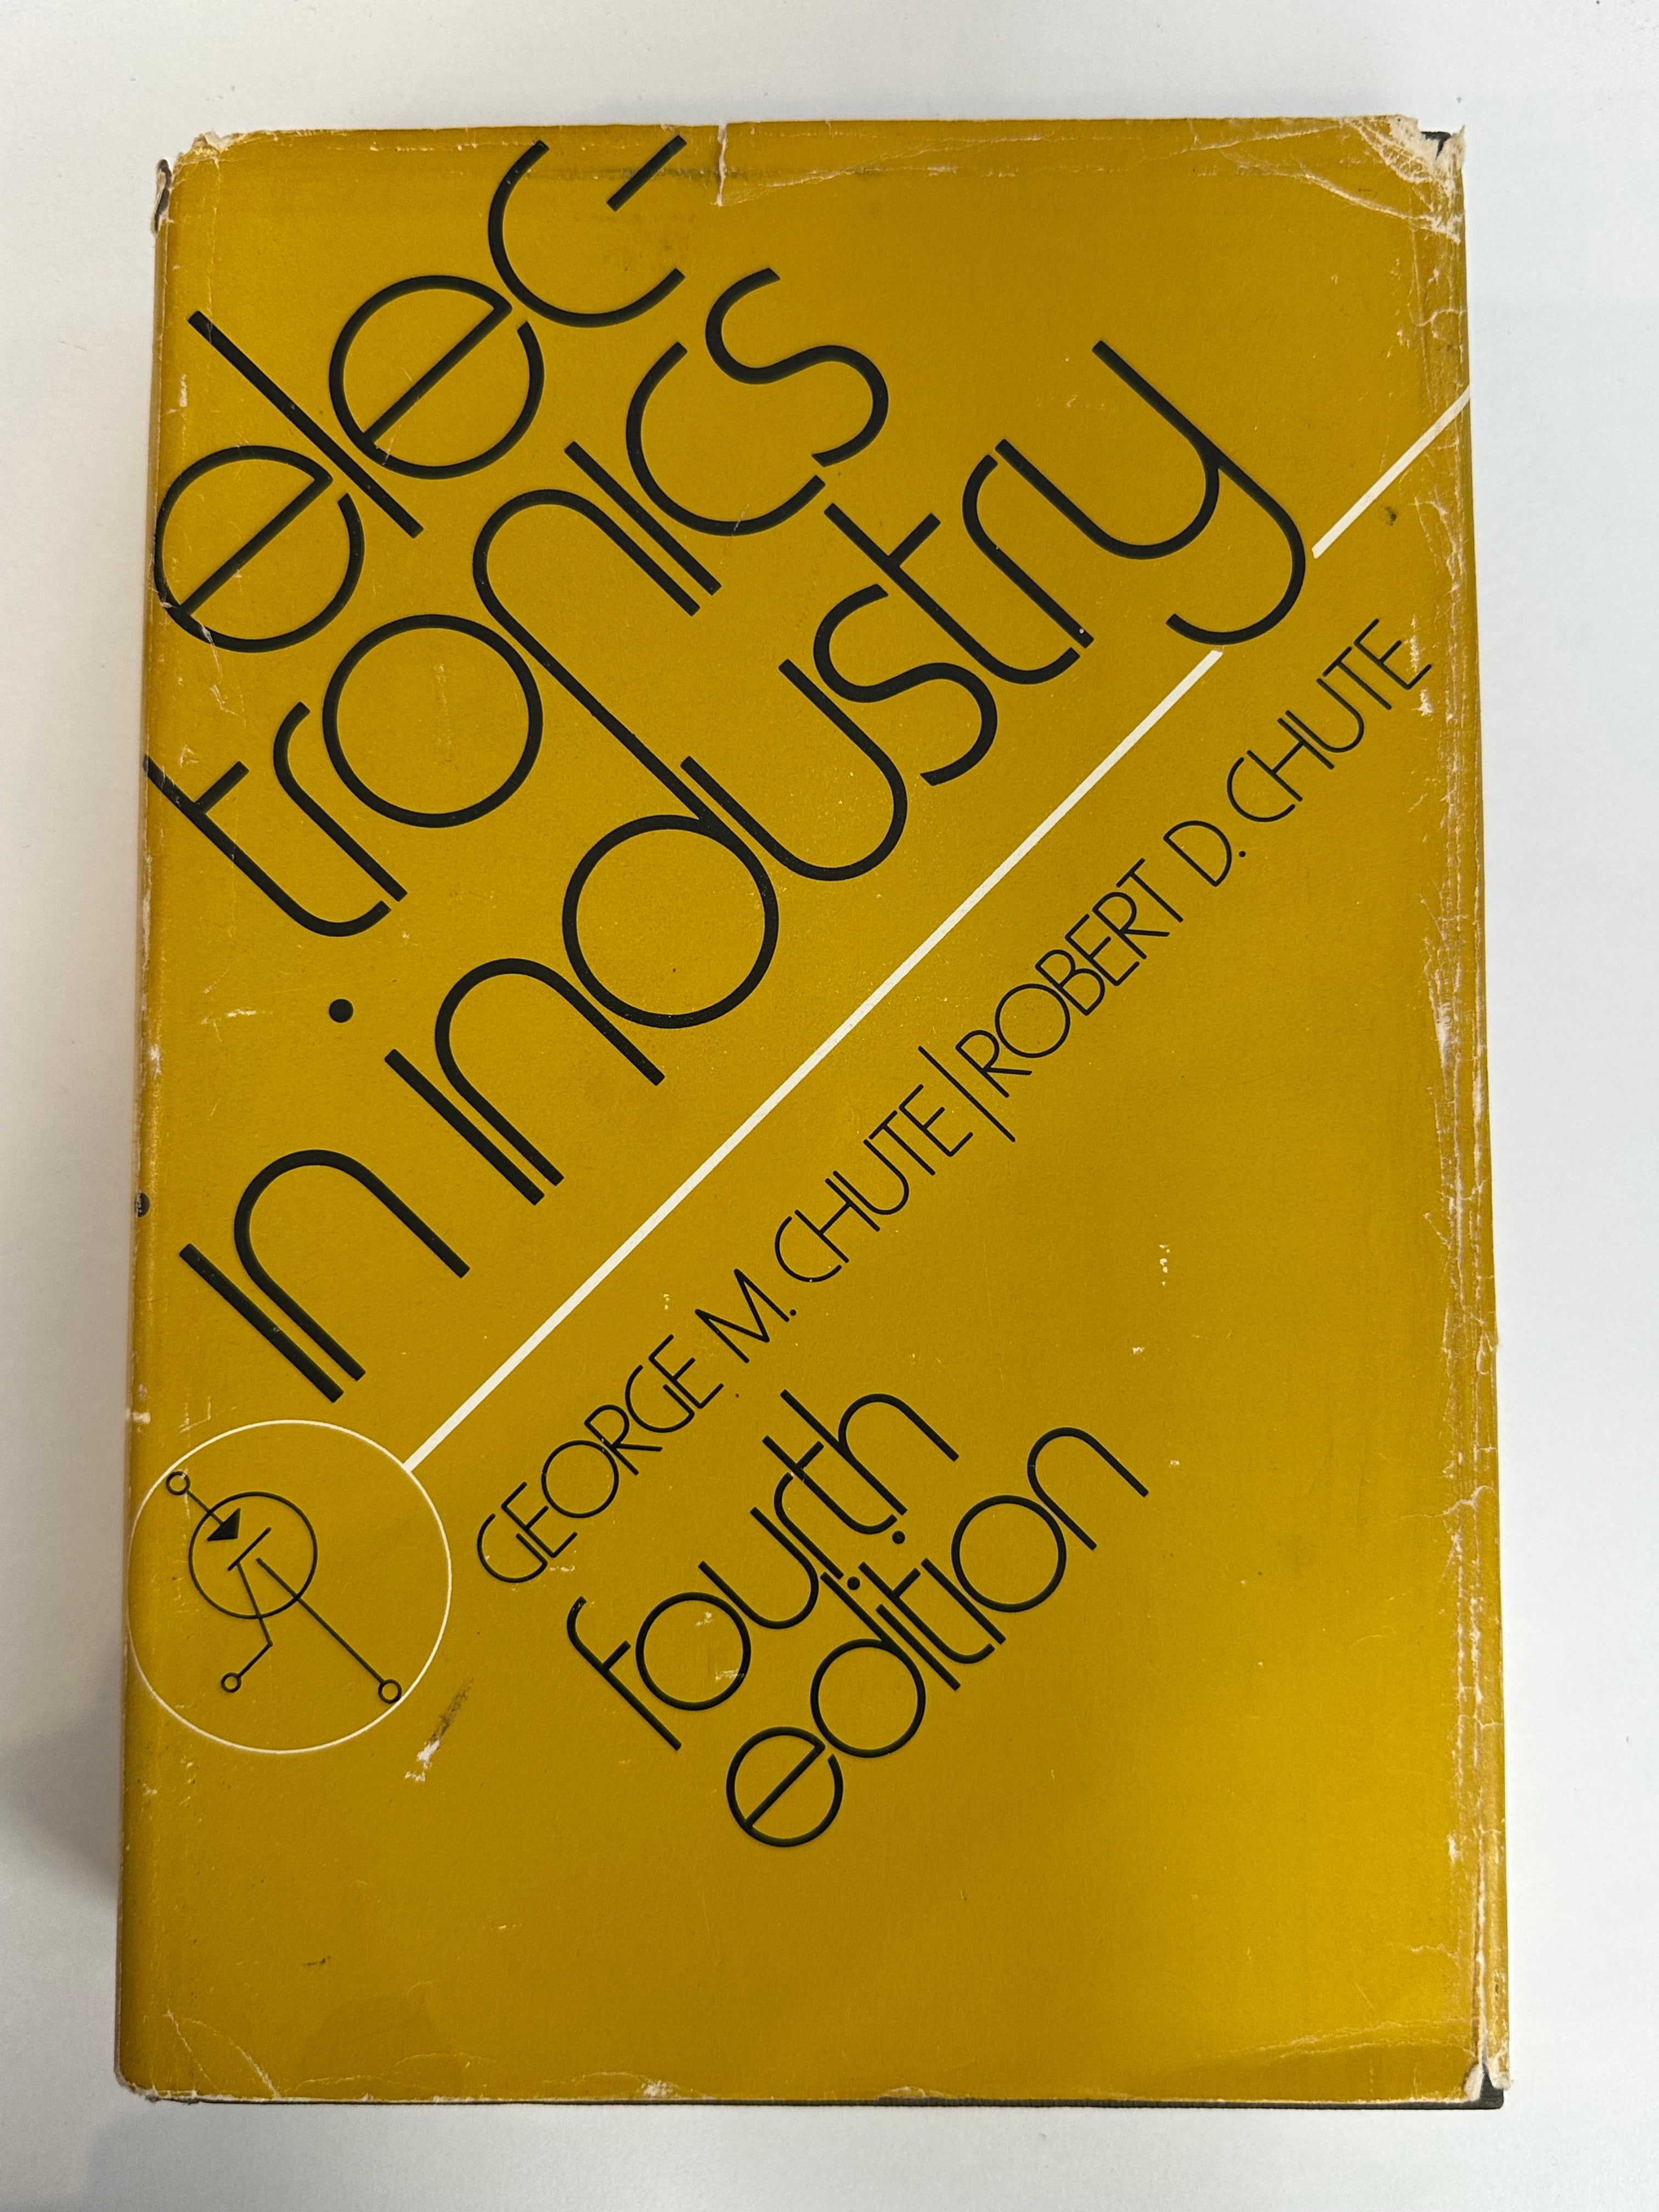 elec-
tronics
in industry
GEORGE M. CHUTE/ROBERT D. CHUTE
fourth
edition